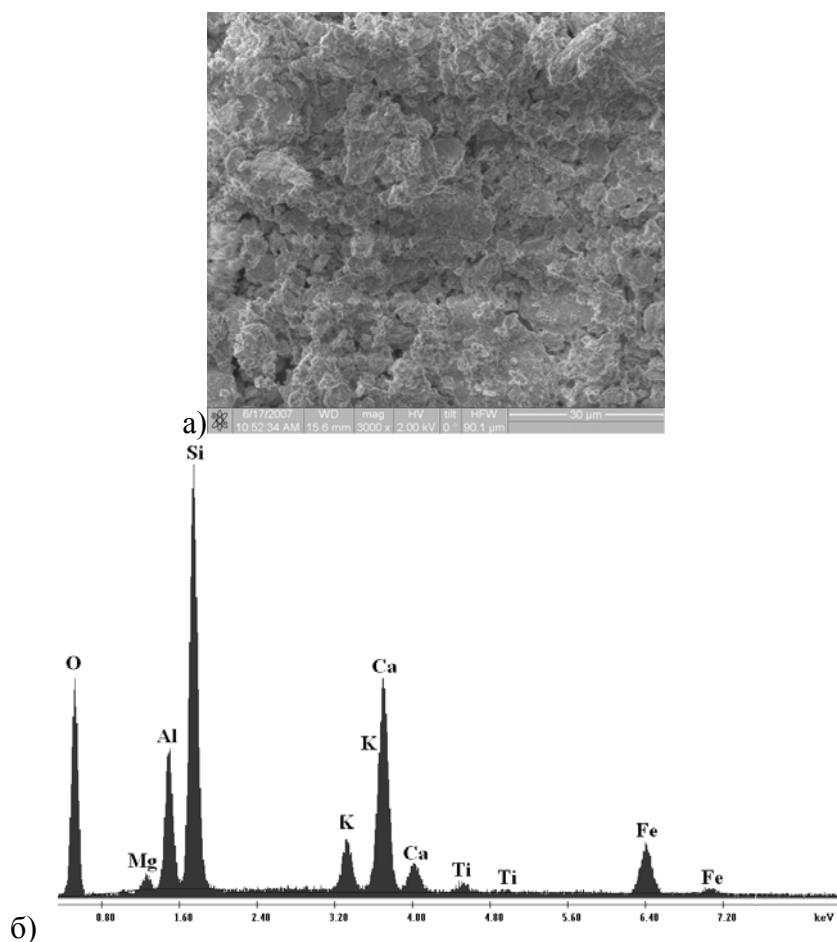 а)
6/17/2007 WD mag HV tilt HFW 30 µm
10:52:34 AM 15.6 mm 3000 x 2.00 kV 0 ° 90.1 µm
Si
O
Ca
Al
K
K
Fe
Mg
Ca
Ti
Ti
Fe
0.80 1.60 2.40 3.20 4.00 4.80 5.60 6.40 7.20 keV
б)